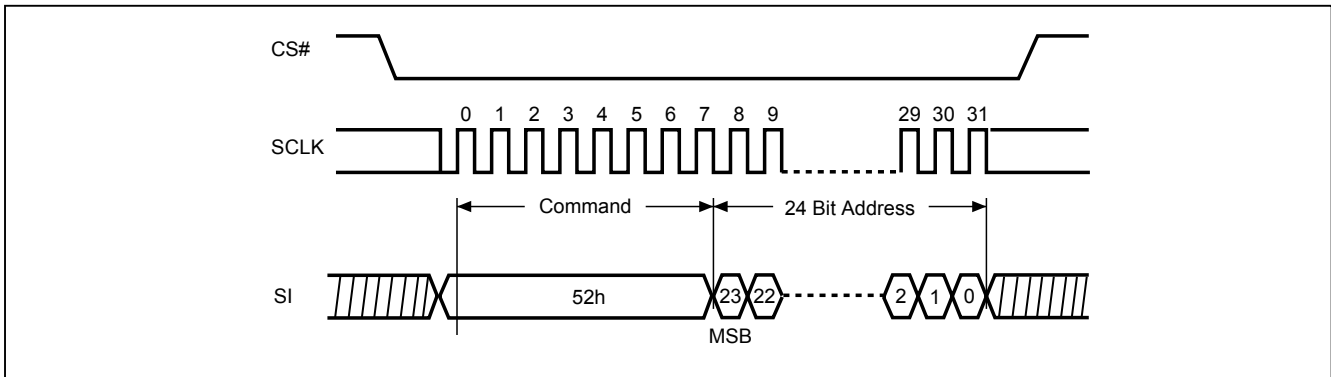 CS#
0 1 2 3 4 5 6 7 8 9 29 30 31
SCLK
Command 24 Bit Address
SI 52h 23 22 2 1 0
MSB